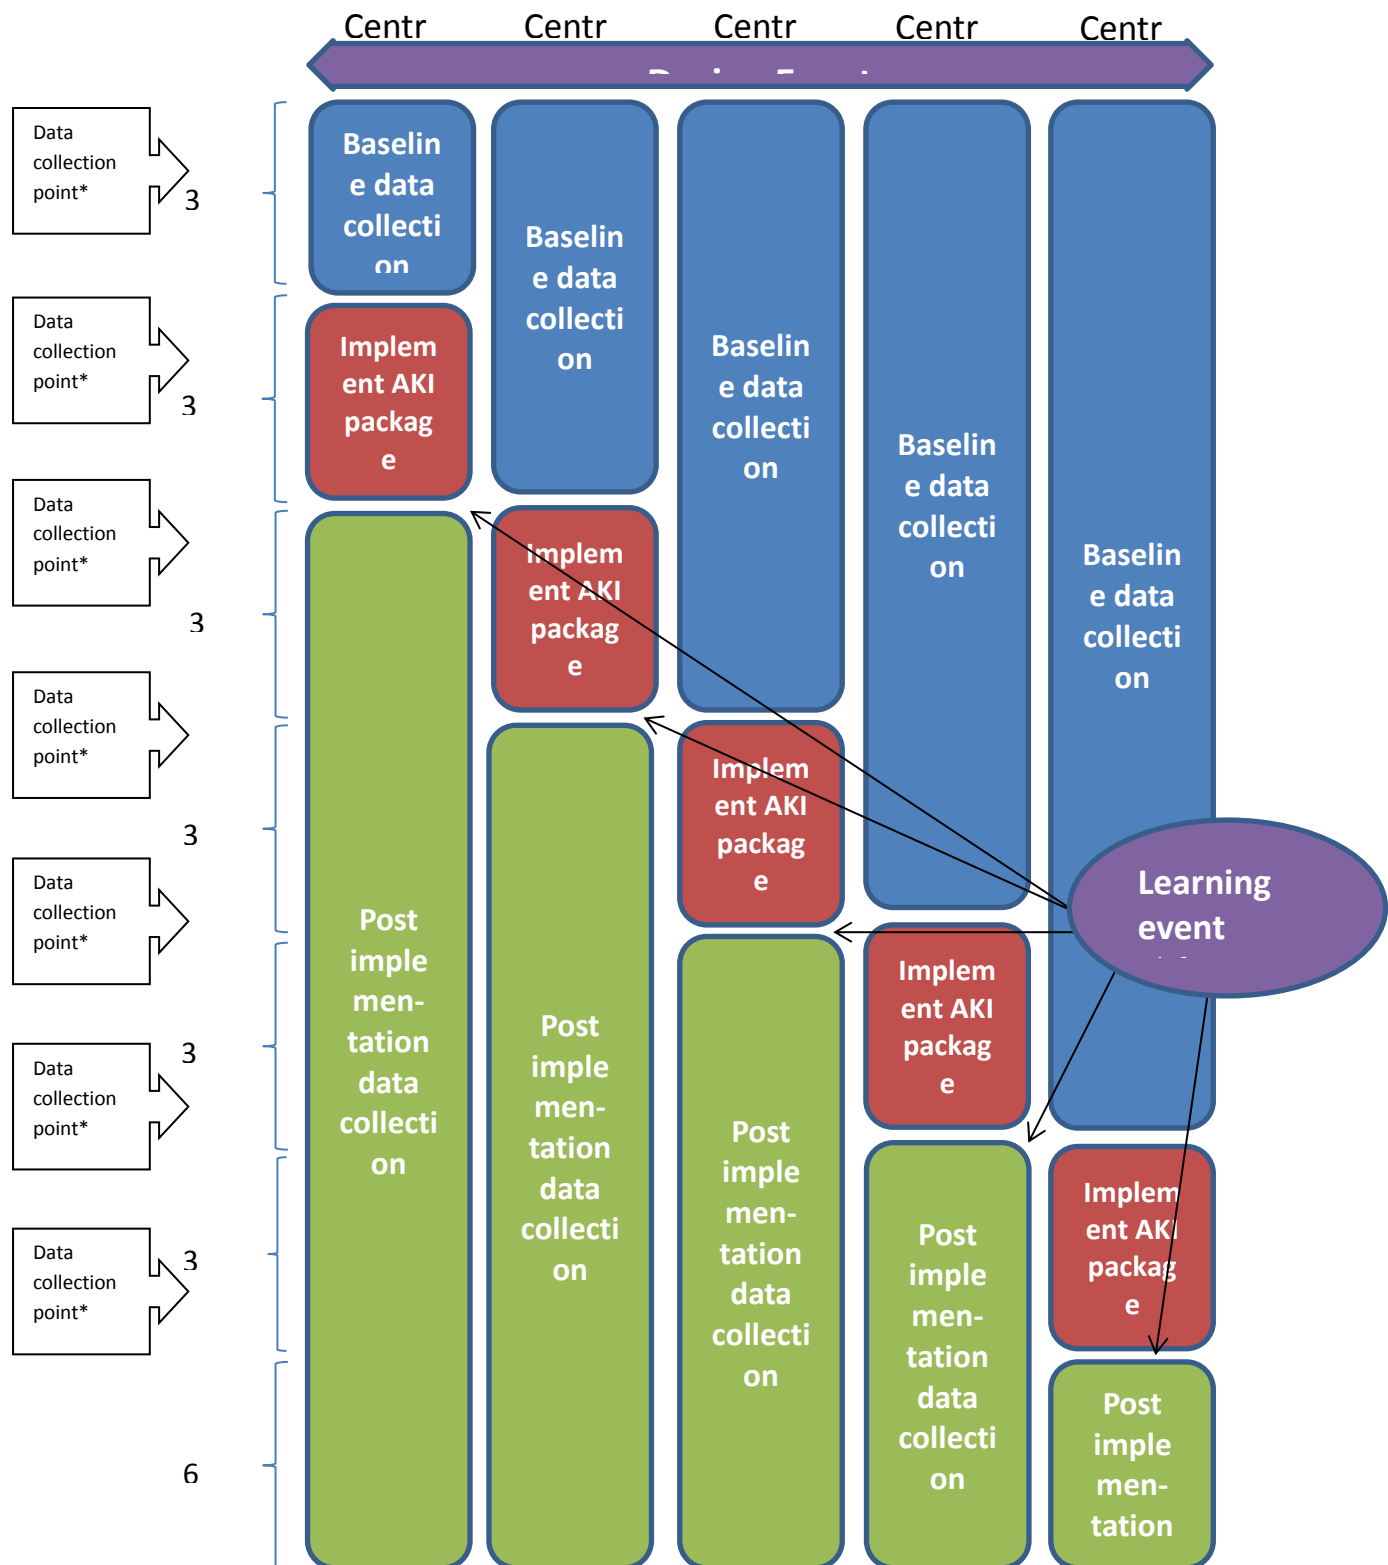 Centr
Centr
Centr
Centr
Centr
Data
collection
point*
3
Baselin
e data
collecti
on
Baselin
e data
collecti
on
Baselin
e data
collecti
on
Baselin
e data
collecti
on
Baselin
e data
collecti
on
Data
collection
point*
3
Implem
ent AKI
packag
e
Data
collection
point*
3
Implem
ent AKI
packag
e
Data
collection
point*
3
Implem
ent AKI
packag
e
Learning
event
Data
collection
point*
3
Implem
ent AKI
packag
e
Data
collection
point*
3
Implem
ent AKI
packag
e
Data
collection
point*
6
Post
imple
men-
tation
data
collecti
on
Post
imple
men-
tation
data
collecti
on
Post
imple
men-
tation
data
collecti
on
Post
imple
men-
tation
data
collecti
on
Post
imple
men-
tation